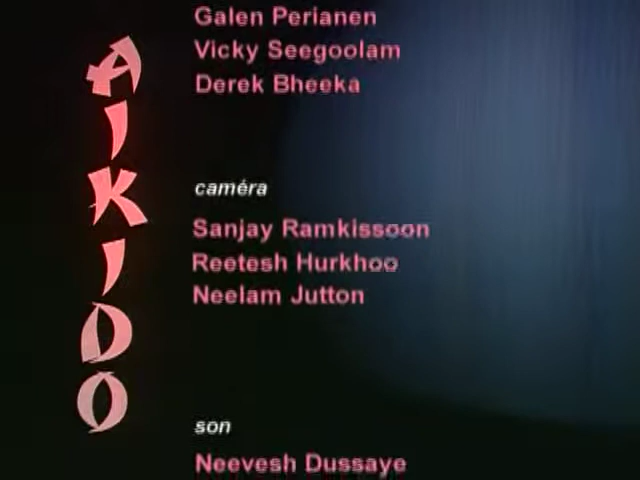 AIKIDO
Galen Perianen
Vicky Seegoolam
Derek Bheeka
caméra
Sanjay Ramkissoon
Reetesh Hurkhoo
Neelam Jutton
son
Neevesh Dussaye